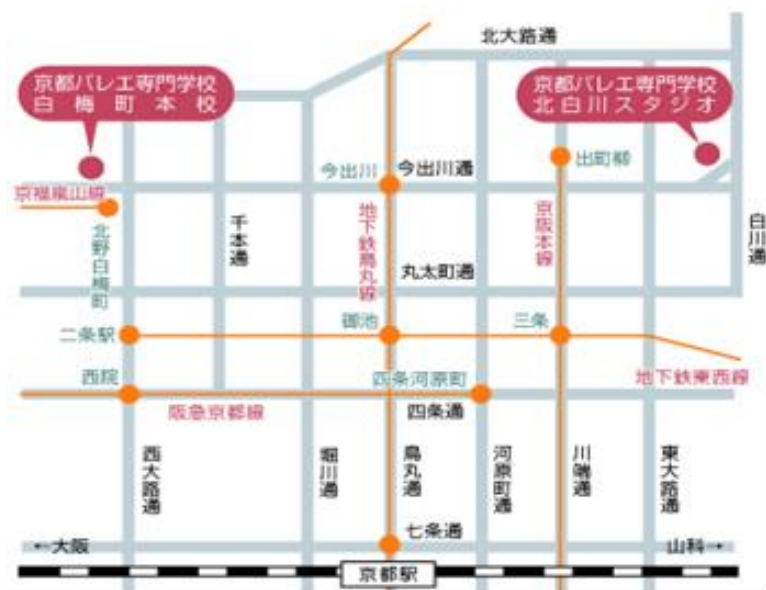 北大路通
京都バレエ専門学校
白梅町本校
京都バレエ専門学校
北白川スタジオ
出町柳
今出川
今出川通
京福嵐山線
北野白梅町
千本通
地下鉄烏丸線
京阪本線
白川通
丸太町通
二条駅
御池
三条
西院
四条河原町
地下鉄東西線
阪急京都線
四条通
西大路通
堀川通
烏丸通
河原町通
川端通
東大路通
七条通
←大阪
山科→
京都駅